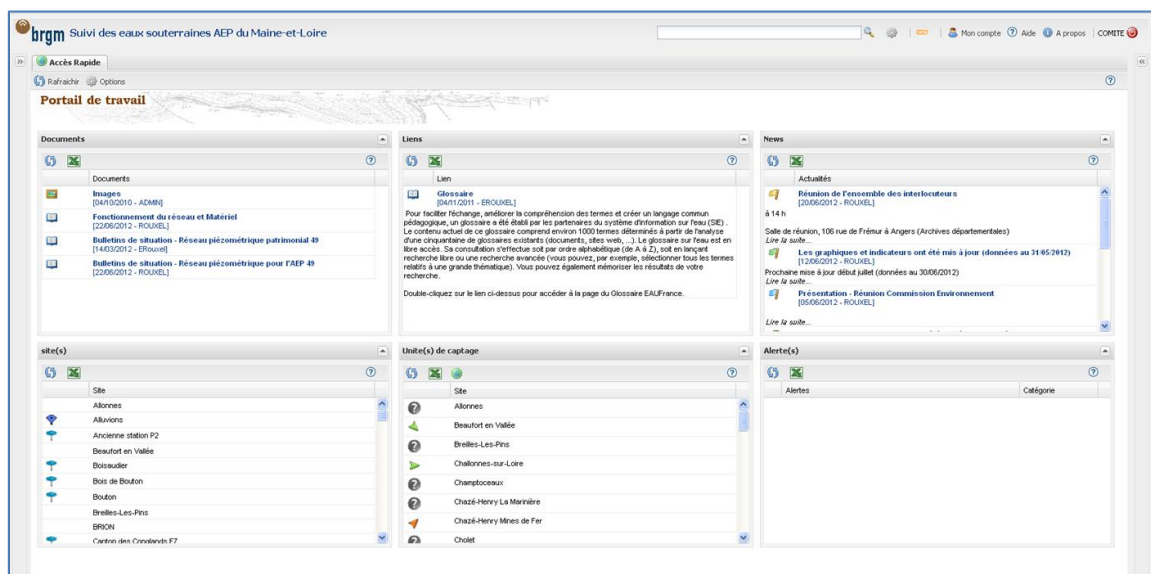 brgm Suivi des eaux souterraines AEP du Maine-et-Loire
Mon compte Aide A propos COMITE
Accès Rapide
Rafraichir Options
Portail de travail
Documents
Documents
Images
[04/10/2010 - ADMIN]
Fonctionnement du réseau et Matériel
[22/06/2012 - ROUXEL]
Bulletins de situation - Réseau piézométrique patrimonial 49
[14/03/2012 - ERouxel]
Bulletins de situation - Réseau piézométrique pour l'AEP 49
[22/06/2012 - ROUXEL]
Liens
Lien
Glossaire
[04/11/2011 - EROUXEL]
Pour faciliter l'échange, améliorer la compréhension des termes et créer un langage commun
pédagogique, un glossaire a été établi par les partenaires du système d'information sur l'eau (SIE) .
Le contenu actuel de ce glossaire comprend environ 1000 termes déterminés à partir de l'analyse
d'une cinquantaine de glossaires existants (documents, sites web, ...). Le glossaire sur l'eau est en
libre accès. Sa consultation s'effectue soit par ordre alphabétique (de A à Z), soit en lançant
recherche libre ou une recherche avancée (vous pouvez, par exemple, sélectionner tous les termes
relatifs à une grande thématique). Vous pouvez également mémoriser les résultats de votre
recherche.
Double-cliquez sur le lien ci-dessus pour accéder à la page du Glossaire EAUFrance.
News
Actualités
Réunion de l'ensemble des interlocuteurs
[20/06/2012 - ROUXEL]
à 14 h
Salle de réunion, 106 rue de Frémur à Angers (Archives départementales)
Lire la suite...
Les graphiques et indicateurs ont été mis à jour (données au 31/05/2012)
[12/06/2012 - ROUXEL]
Prochaine mise à jour début juillet (données au 30/06/2012)
Lire la suite...
Présentation - Réunion Commission Environnement
[05/06/2012 - ROUXEL]
Lire la suite...
site(s)
Site
Allonnes
Alluvions
Ancienne station P2
Beaufort en Vallée
Boisaudier
Bois de Bouton
Bouton
Breilles-Les-Pins
BRION
Canton des Conglands F7
Unite(s) de captage
Site
Allonnes
Beaufort en Vallée
Breilles-Les-Pins
Challonnes-sur-Loire
Champtoceaux
Chazé-Henry La Marinière
Chazé-Henry Mines de Fer
Cholet
Alerte(s)
Alertes Catégorie